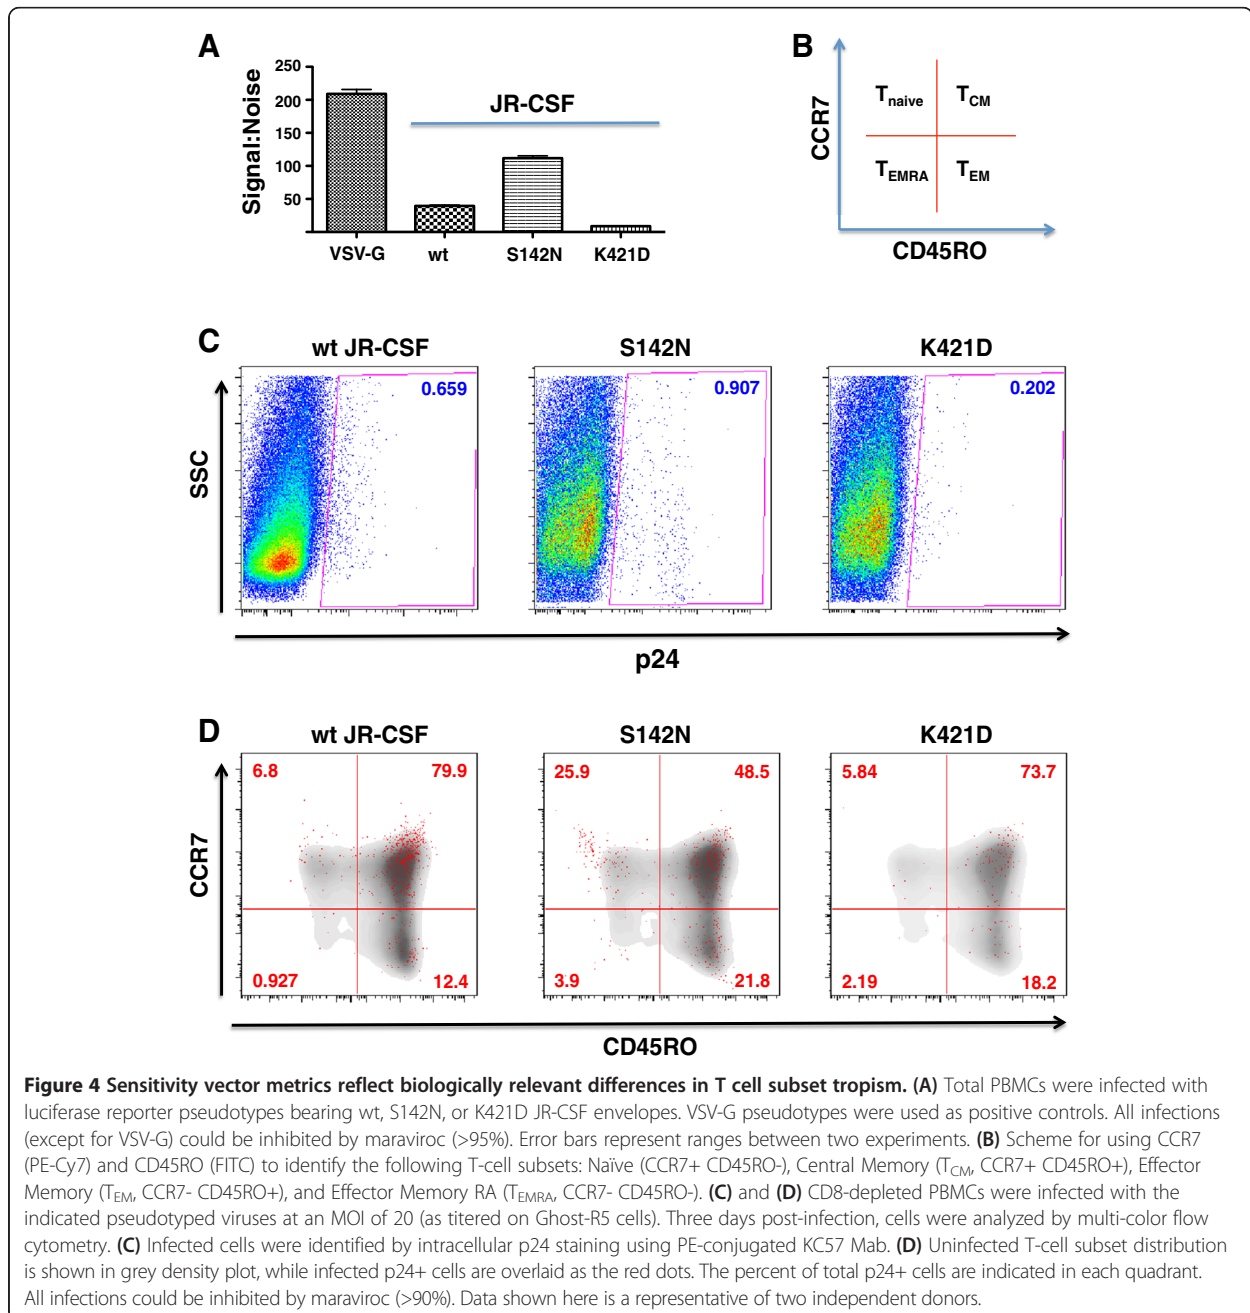 A
Signal:Noise
250
200
150
100
50
JR-CSF
VSV-G
wt
S142N
K421D
B
CCR7
Tnaive
TCM
TEMRA
TEM
CD45RO
C
wt JR-CSF
S142N
K421D
SSC
0.659
0.907
0.202
p24
D
wt JR-CSF
S142N
K421D
CCR7
6.8
79.9
25.9
48.5
5.84
73.7
0.927
12.4
3.9
21.8
2.19
18.2
CD45RO
Figure 4 Sensitivity vector metrics reflect biologically relevant differences in T cell subset tropism. (A) Total PBMCs were infected with
luciferase reporter pseudotypes bearing wt, S142N, or K421D JR-CSF envelopes. VSV-G pseudotypes were used as positive controls. All infections
(except for VSV-G) could be inhibited by maraviroc (>95%). Error bars represent ranges between two experiments. (B) Scheme for using CCR7
(PE-Cy7) and CD45RO (FITC) to identify the following T-cell subsets: Naïve (CCR7+ CD45RO-), Central Memory (TCM, CCR7+ CD45RO+), Effector
Memory (TEM, CCR7- CD45RO+), and Effector Memory RA (TEMRA, CCR7- CD45RO-). (C) and (D) CD8-depleted PBMCs were infected with the
indicated pseudotyped viruses at an MOI of 20 (as titered on Ghost-R5 cells). Three days post-infection, cells were analyzed by multi-color flow
cytometry. (C) Infected cells were identified by intracellular p24 staining using PE-conjugated KC57 Mab. (D) Uninfected T-cell subset distribution
is shown in grey density plot, while infected p24+ cells are overlaid as the red dots. The percent of total p24+ cells are indicated in each quadrant.
All infections could be inhibited by maraviroc (>90%). Data shown here is a representative of two independent donors.